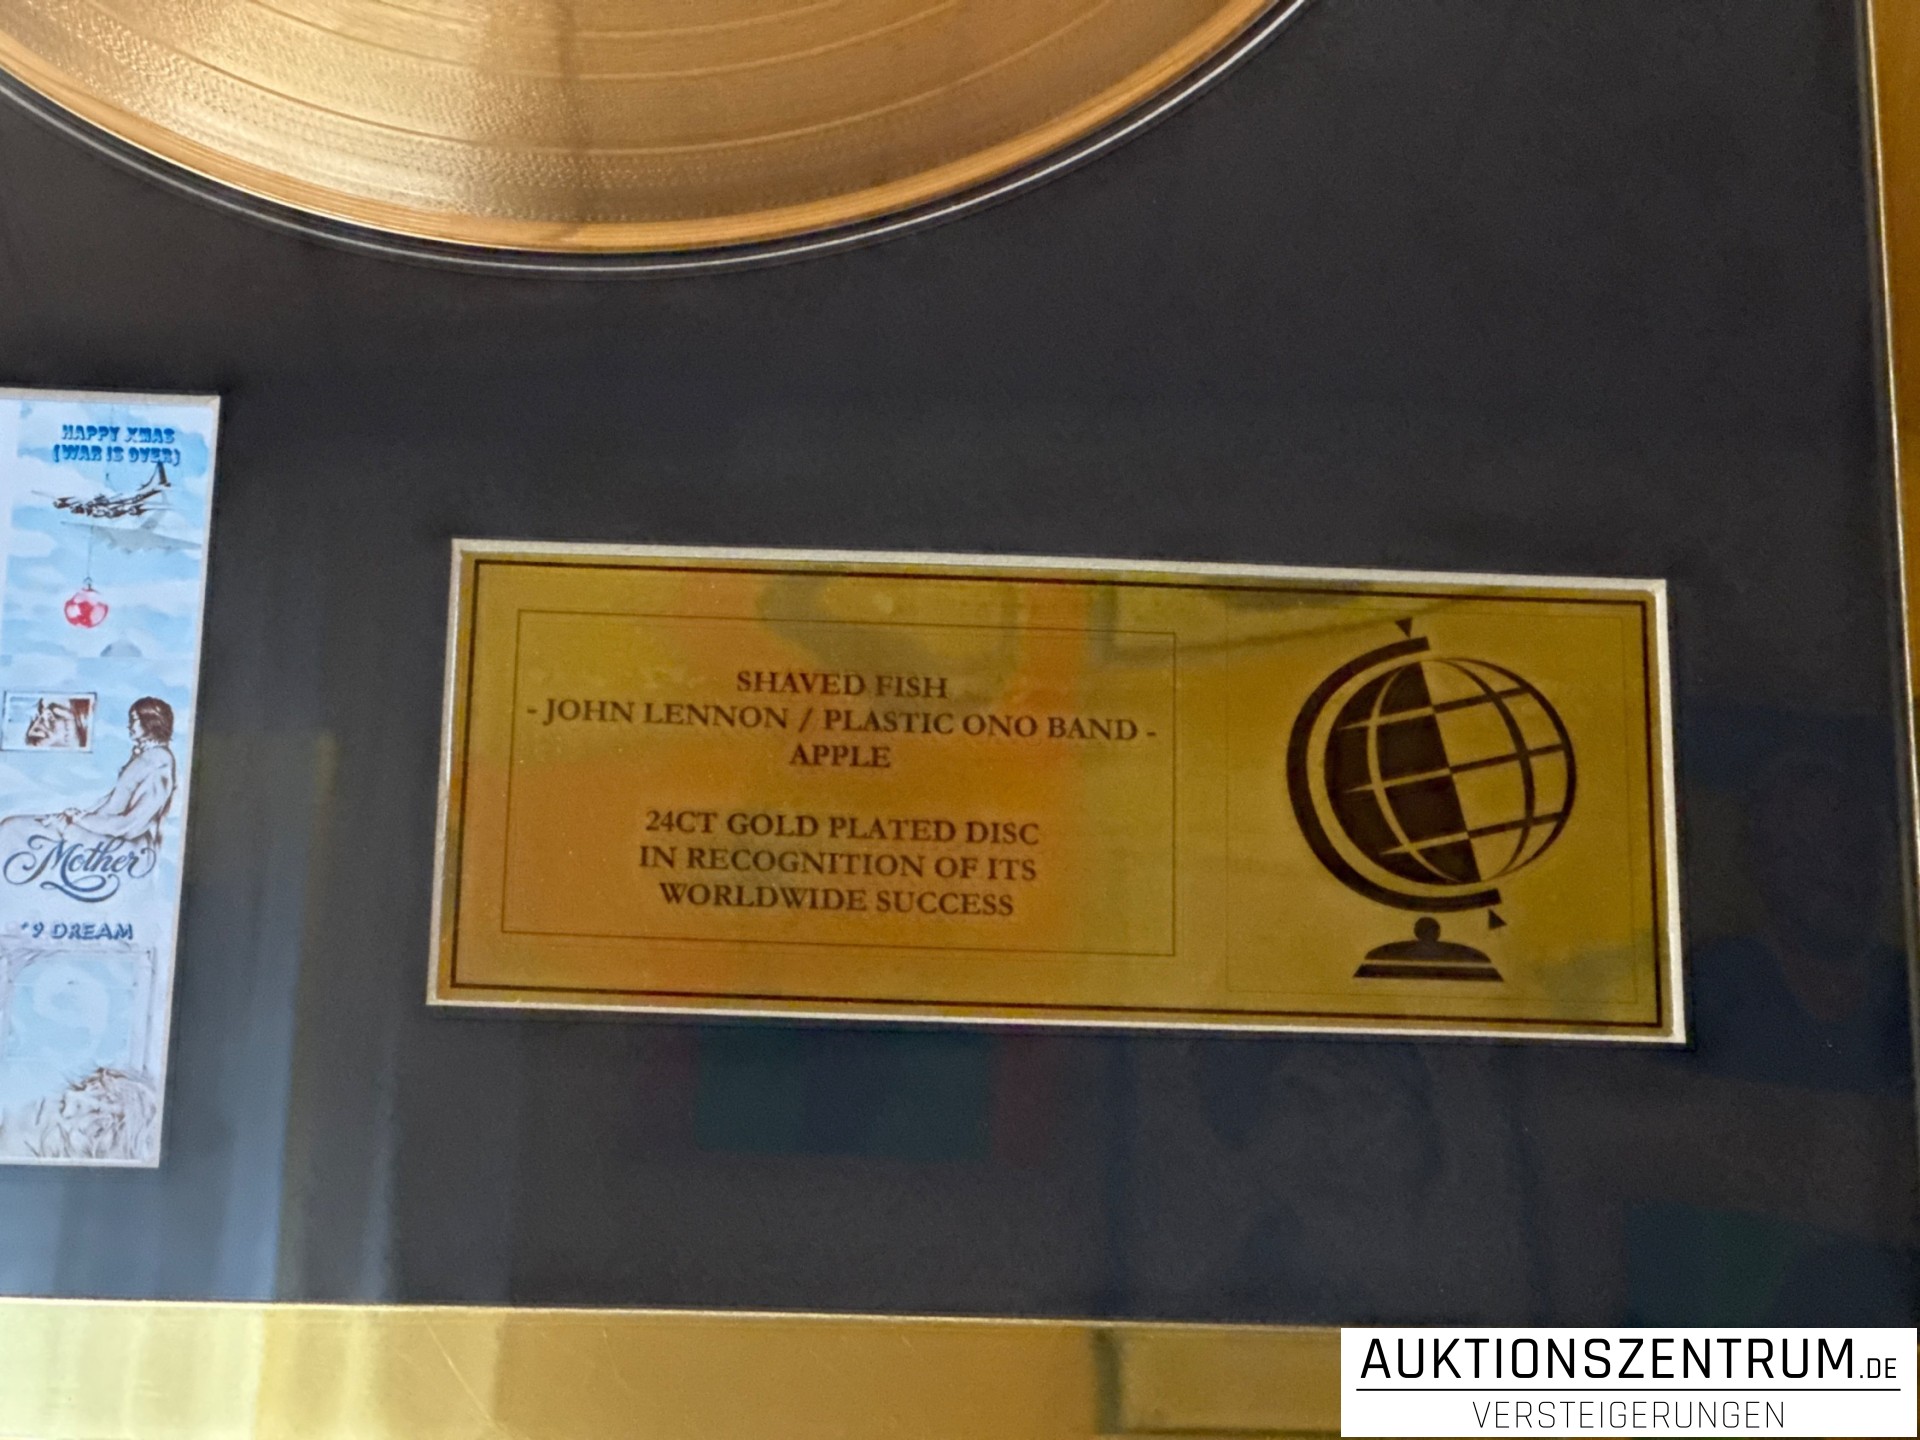 HAPPY XMAS
(WAR IS OVER)
Mother
#9 DREAM
SHAVED FISH
- JOHN LENNON / PLASTIC ONO BAND -
APPLE
24CT GOLD PLATED DISC
IN RECOGNITION OF ITS
WORLDWIDE SUCCESS
AUKTIONSZENTRUM.DE
VERSTEIGERUNGEN